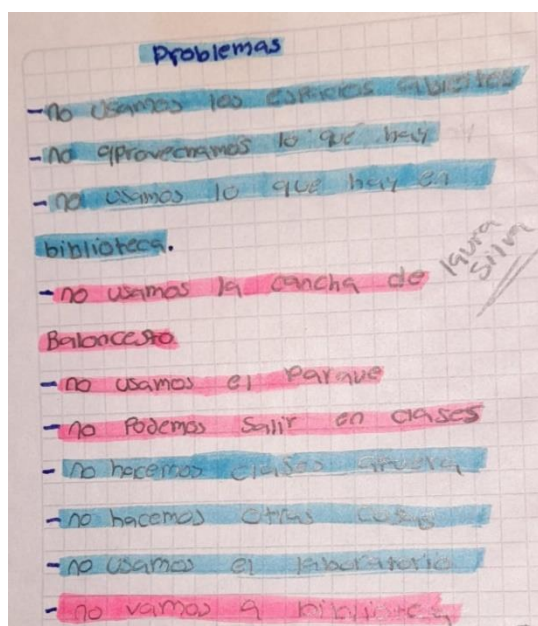 Problemas
- no usamos los espacios abiertos
- no aprovechamos lo que hay
- no usamos lo que hay en
biblioteca.
- no usamos la cancha de
Baloncesto
laura
Silva
- no usamos el Parque
- no Podemos Salir en clases
- no hacemos clases afuera
- no hacemos otras cosas
- no usamos el laboratorio
- no vamos a biblioteca